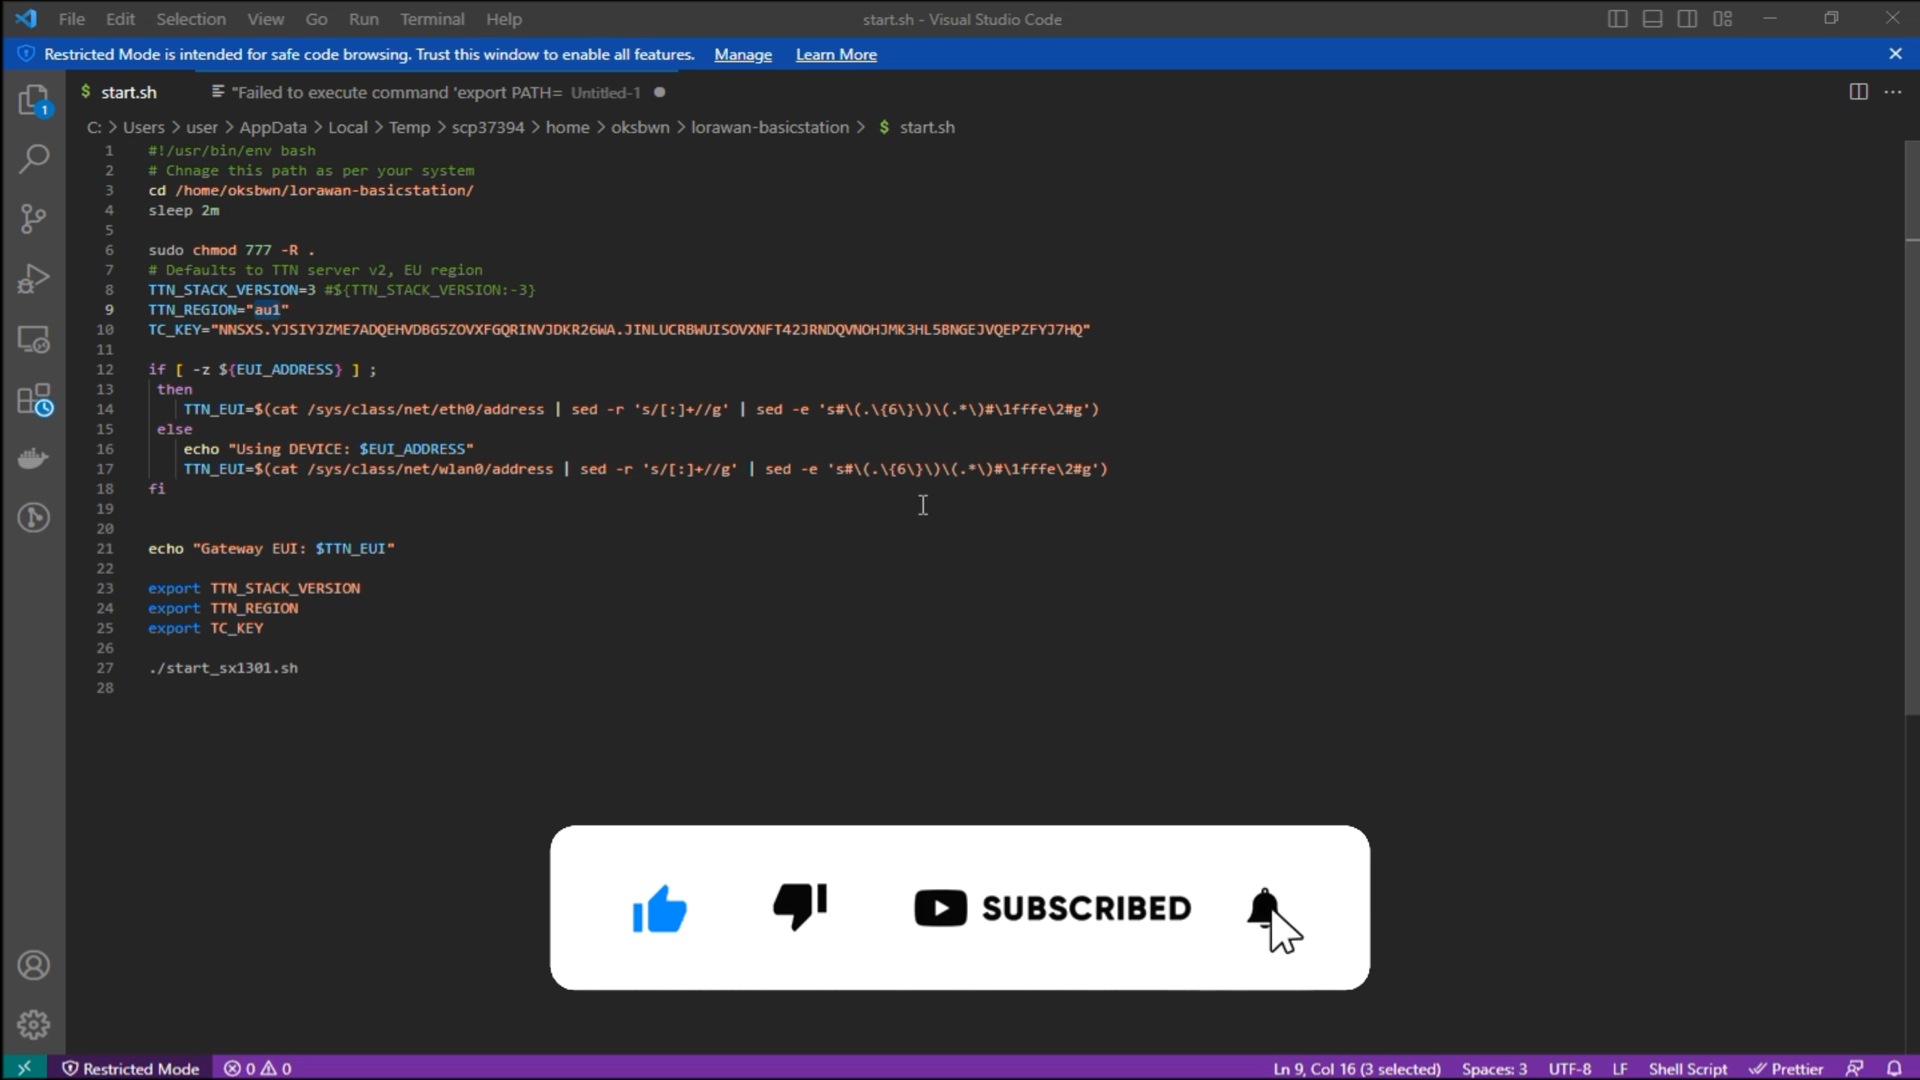 File Edit Selection View Go Run Terminal Help
start.sh - Visual Studio Code
Restricted Mode is intended for safe code browsing. Trust this window to enable all features. Manage Learn More
$ start.sh
"Failed to execute command 'export PATH= Untitled-1
C: > Users > user > AppData > Local > Temp > scp37394 > home > oksbwn > lorawan-basicstation > $ start.sh
1 #!/usr/bin/env bash
2 # Chnage this path as per your system
3 cd /home/oksbwn/lorawan-basicstation/
4 sleep 2m
5
6 sudo chmod 777 -R .
7 # Defaults to TTN server v2, EU region
8 TTN_STACK_VERSION=3 #${TTN_STACK_VERSION:-3}
9 TTN_REGION="au1"
10 TC_KEY="NNSXS.YJSIYJZME7ADQEHVDBG5ZOVXFGQRINVJDKR26WA.JINLUCRBWUISOVXNFT42JRNDQVNOHJMK3HL5BNGEJVQEPZFYJ7HQ"
11
12 if [ -z ${EUI_ADDRESS} ] ;
13 then
14 TTN_EUI=$(cat /sys/class/net/eth0/address | sed -r 's/[:]+//g' | sed -e 's#\(.\{6\}\)\(.*\)#\1fffe\2#g')
15 else
16 echo "Using DEVICE: $EUI_ADDRESS"
17 TTN_EUI=$(cat /sys/class/net/wlan0/address | sed -r 's/[:]+//g' | sed -e 's#\(.\{6\}\)\(.*\)#\1fffe\2#g')
18 fi
19
20
21 echo "Gateway EUI: $TTN_EUI"
22
23 export TTN_STACK_VERSION
24 export TTN_REGION
25 export TC_KEY
26
27 ./start_sx1301.sh
28
1
SUBSCRIBED
Restricted Mode 0 0
Ln 9, Col 16 (3 selected) Spaces: 3 UTF-8 LF Shell Script Prettier